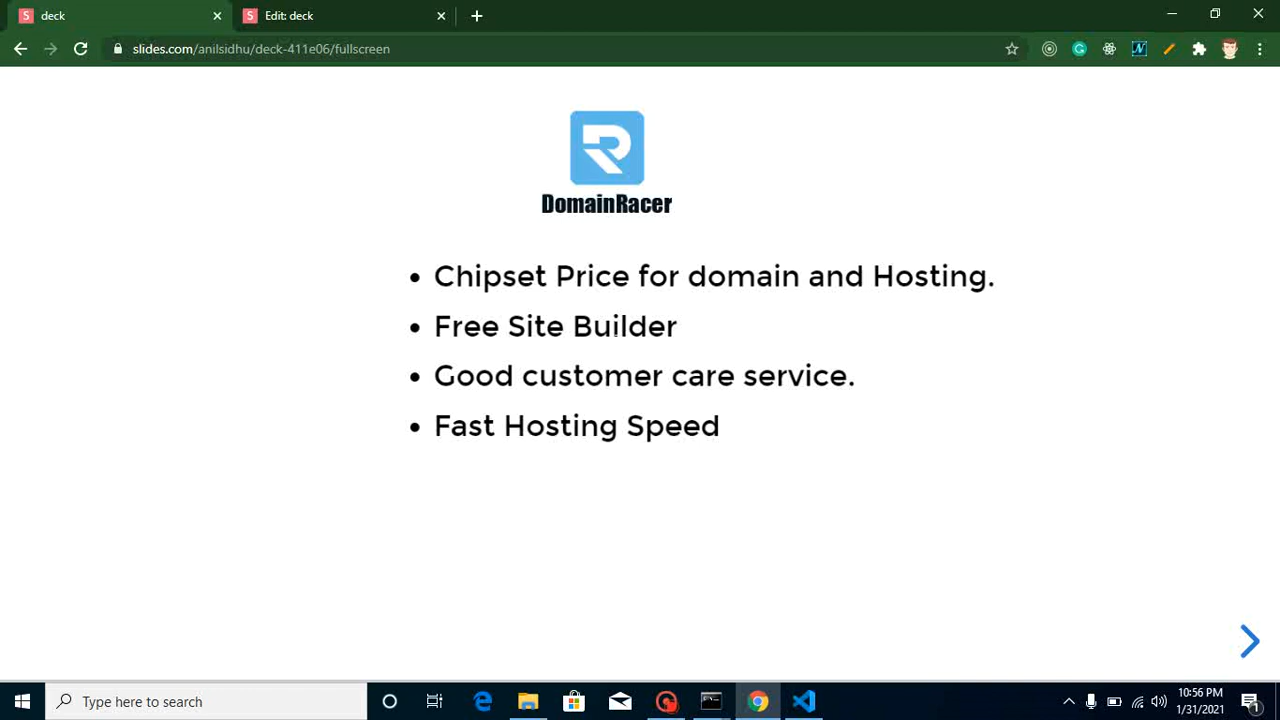 deck
Edit: deck
slides.com/anilsidhu/deck-411e06/fullscreen
DomainRacer
• Chipset Price for domain and Hosting.
• Free Site Builder
• Good customer care service.
• Fast Hosting Speed
Type here to search
10:56 PM
1/31/2021
1